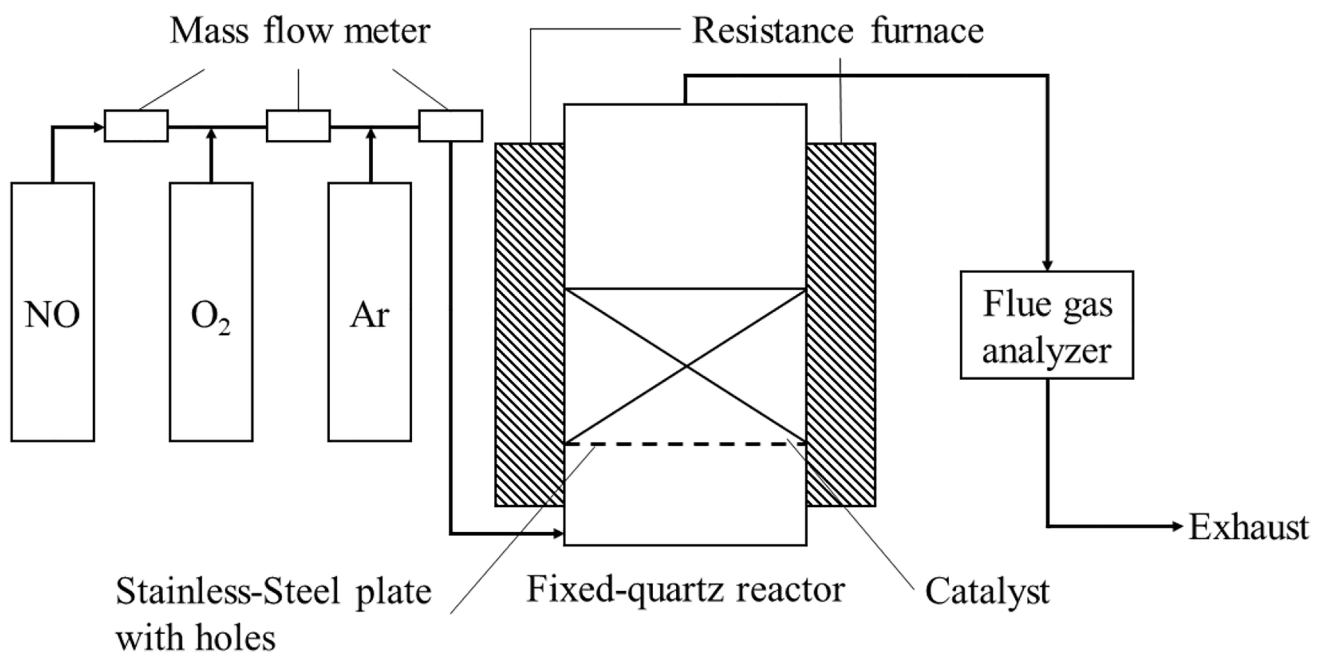 Mass flow meter
Resistance furnace
NO
O₂
Ar
Flue gas
analyzer
Exhaust
Stainless-Steel plate
with holes
Fixed-quartz reactor
Catalyst